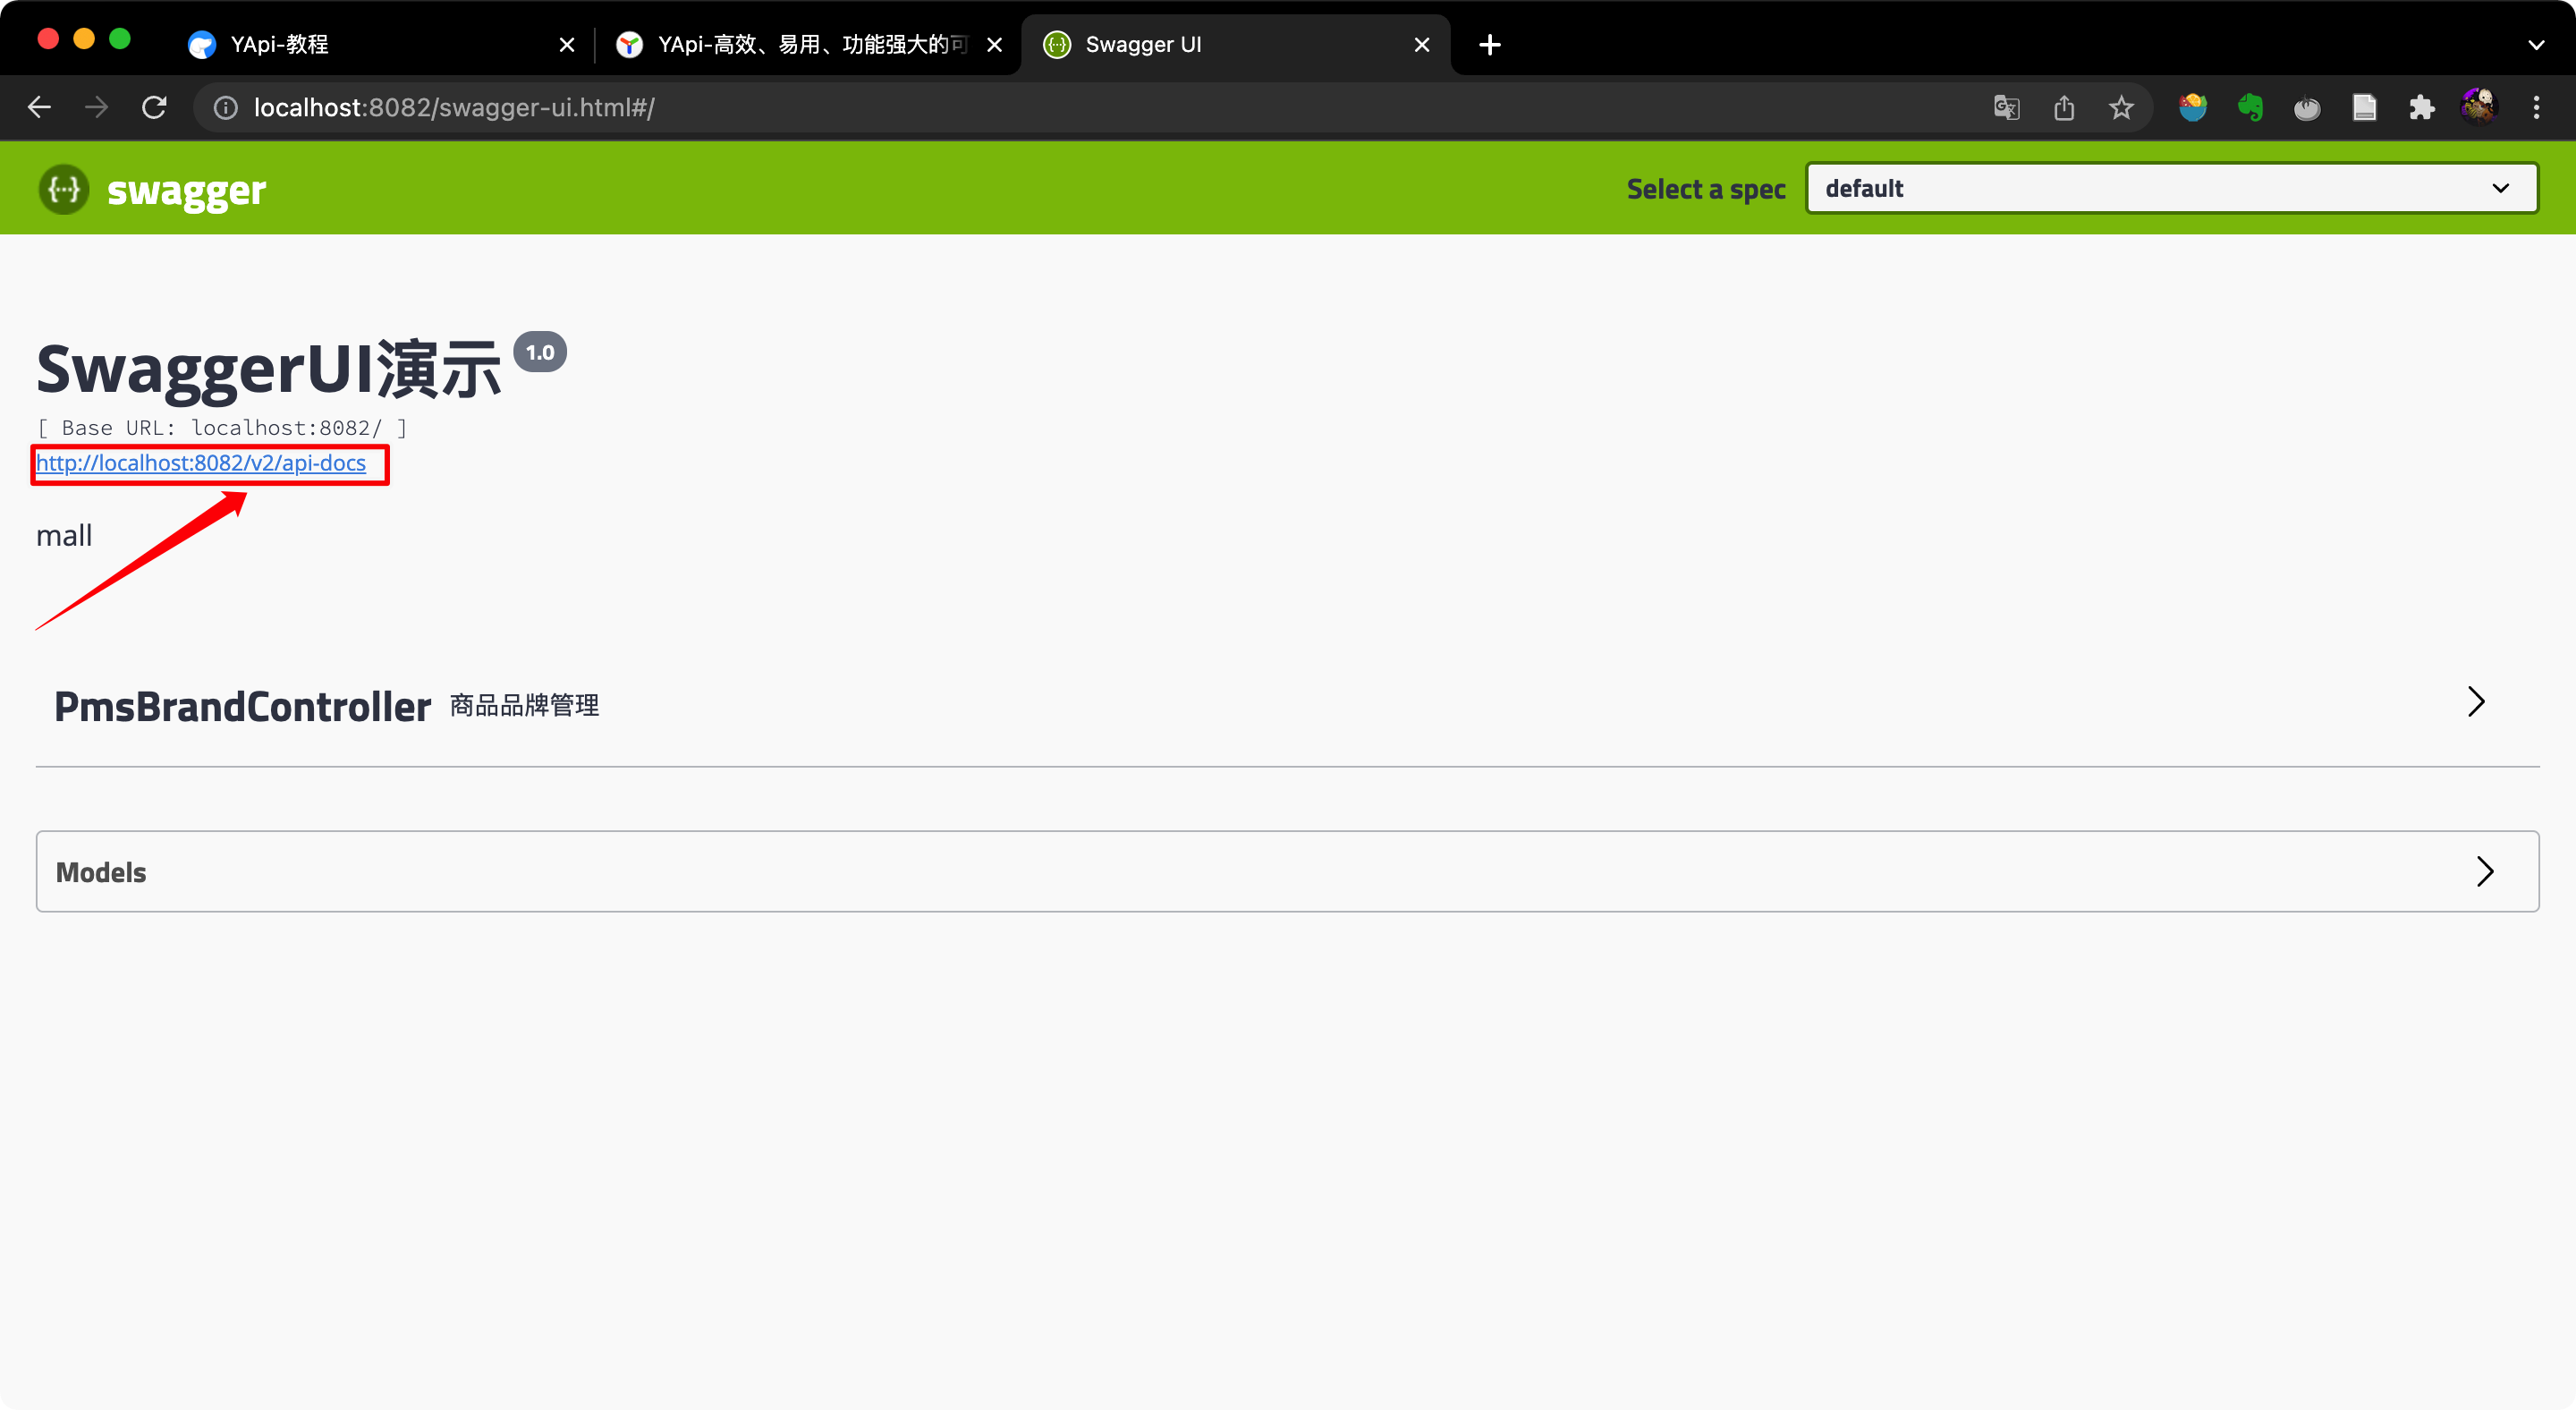 YApi-教程
YApi-高效、易用、功能强大的可
Swagger UI
localhost:8082/swagger-ui.html#/
swagger
Select a spec
default
SwaggerUI演示 1.0
[ Base URL: localhost:8082/ ]
http://localhost:8082/v2/api-docs
mall
PmsBrandController 商品品牌管理
Models